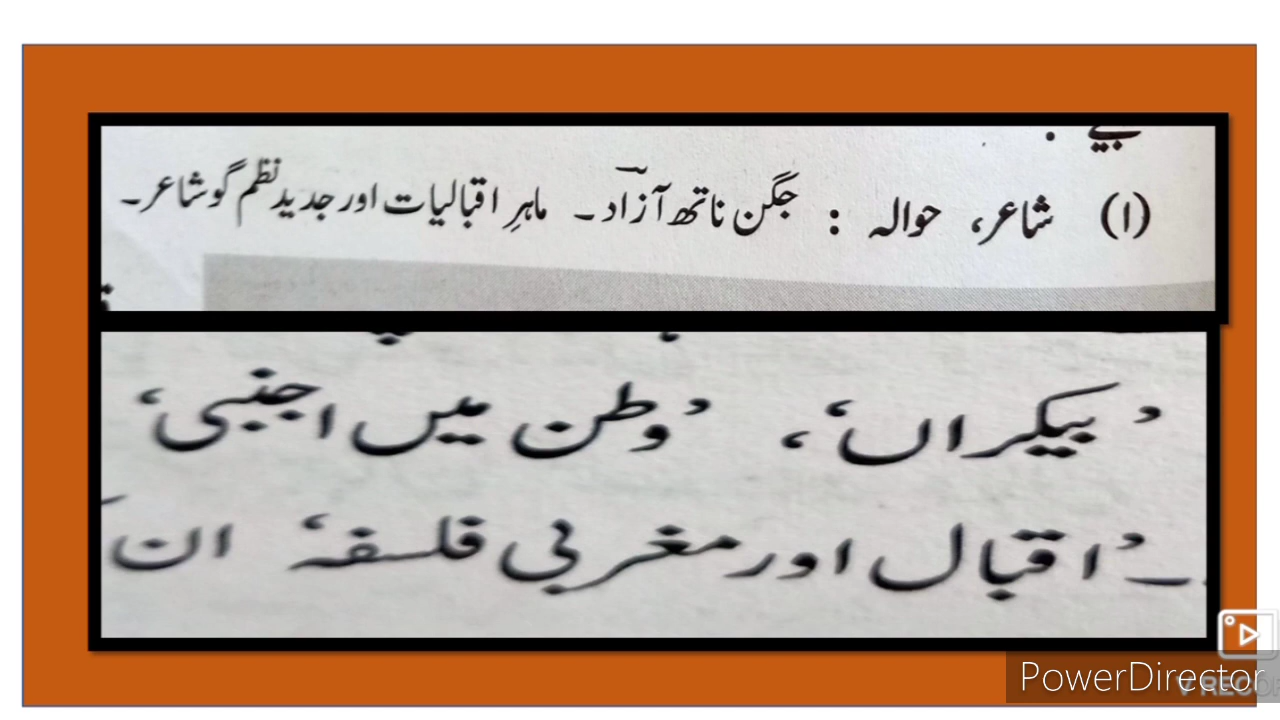 (۱) شاعر، حوالہ : جگن ناتھ آزاد۔ ماہرِ اقبالیات اور جدید نظم گو شاعر۔
’بیکراں‘، ’وطن میں اجنبی‘
’اقبال اور مغربی فلسفہ‘ ان
PowerDirector